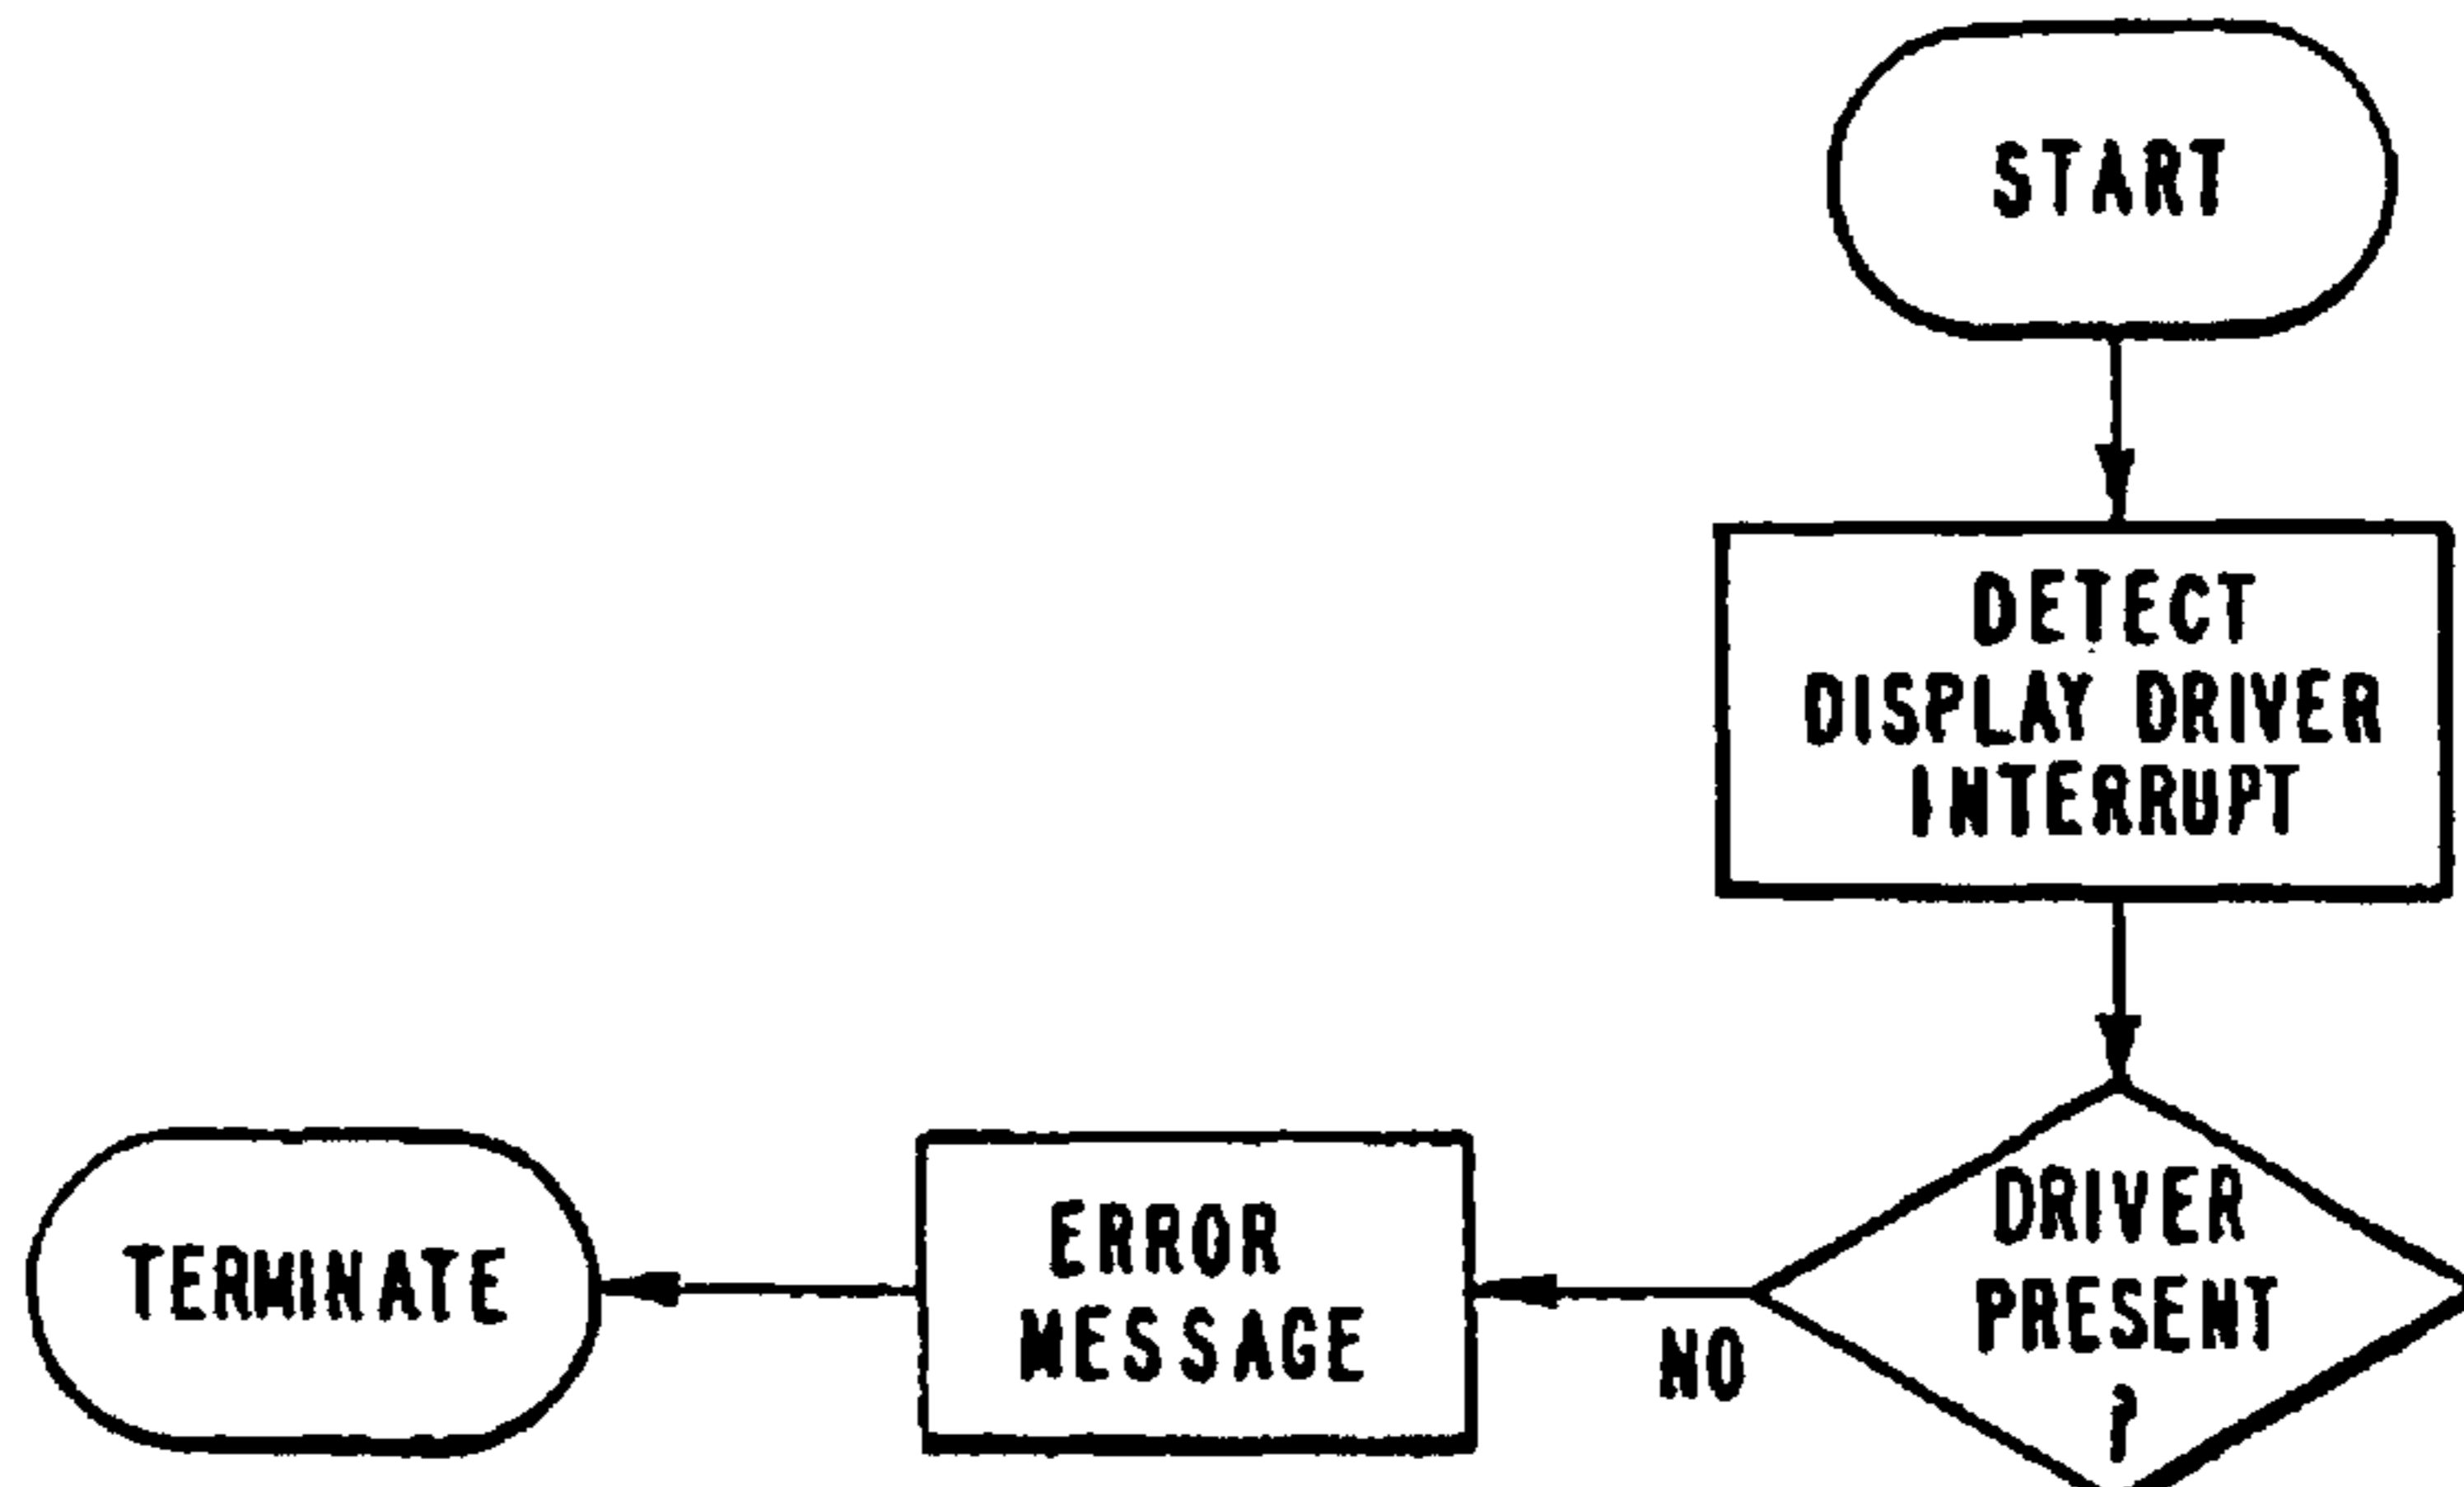 START
DETECT
DISPLAY DRIVER
INTERRUPT
DRIVER
PRESENT
?
NO
ERROR
MESSAGE
TERMINATE